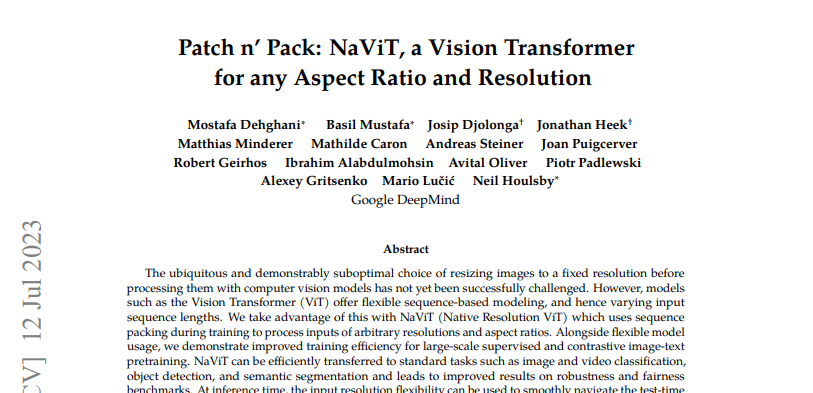 Patch n' Pack: NaViT, a Vision Transformer
for any Aspect Ratio and Resolution
Mostafa Dehghani* Basil Mustafa* Josip Djolonga† Jonathan Heek†
Matthias Minderer Mathilde Caron Andreas Steiner Joan Puigcerver
Robert Geirhos Ibrahim Alabdulmohsin Avital Oliver Piotr Padlewski
Alexey Gritsenko Mario Lučić Neil Houlsby*
Google DeepMind
CV] 12 Jul 2023
Abstract
The ubiquitous and demonstrably suboptimal choice of resizing images to a fixed resolution before
processing them with computer vision models has not yet been successfully challenged. However, models
such as the Vision Transformer (ViT) offer flexible sequence-based modeling, and hence varying input
sequence lengths. We take advantage of this with NaViT (Native Resolution ViT) which uses sequence
packing during training to process inputs of arbitrary resolutions and aspect ratios. Alongside flexible model
usage, we demonstrate improved training efficiency for large-scale supervised and contrastive image-text
pretraining. NaViT can be efficiently transferred to standard tasks such as image and video classification,
object detection, and semantic segmentation and leads to improved results on robustness and fairness
benchmarks. At inference time, the input resolution flexibility can be used to smoothly navigate the test-time